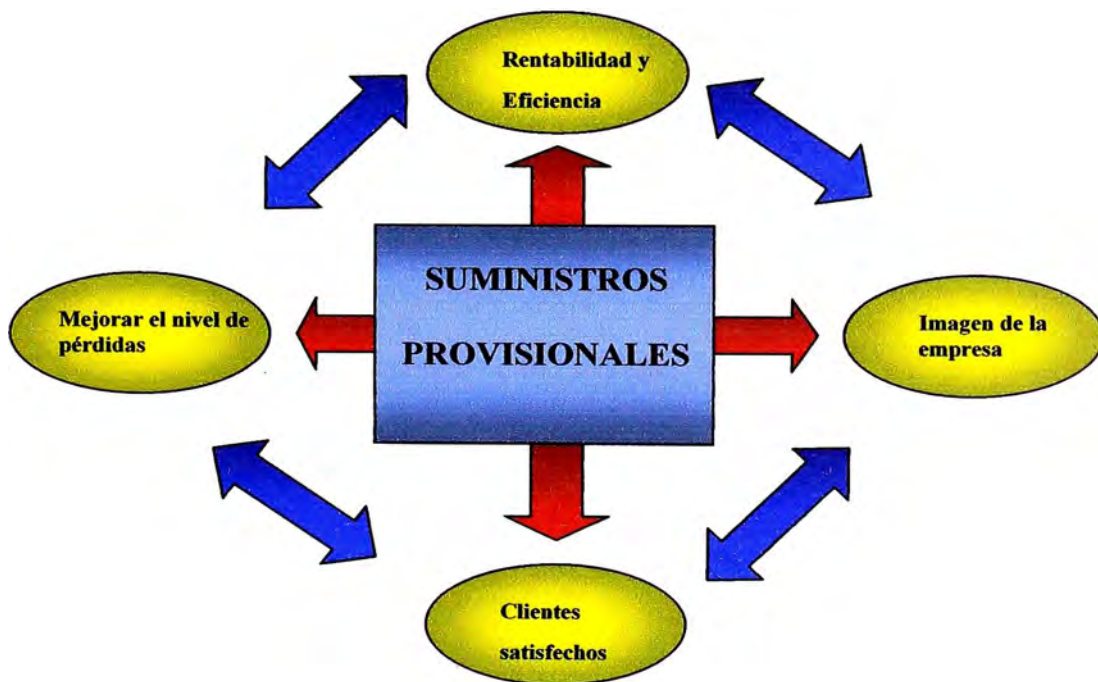 Rentabilidad y
Eficiencia
SUMINISTROS
PROVISIONALES
Mejorar el nivel de
pérdidas
Imagen de la
empresa
Clientes
satisfechos